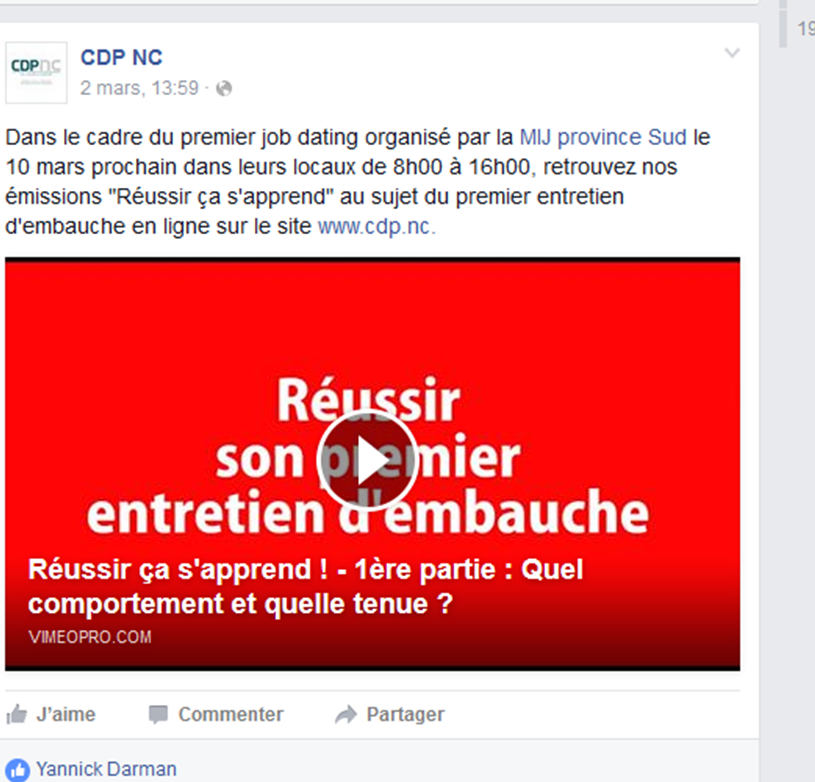 19
CDPNC
CDP NC
2 mars, 13:59 ·
Dans le cadre du premier job dating organisé par la MIJ province Sud le
10 mars prochain dans leurs locaux de 8h00 à 16h00, retrouvez nos
émissions "Réussir ça s'apprend" au sujet du premier entretien
d'embauche en ligne sur le site www.cdp.nc.
Réussir
son premier
entretien d'embauche
Réussir ça s'apprend ! - 1ère partie : Quel
comportement et quelle tenue ?
VIMEOPRO.COM
J'aime
Commenter
Partager
Yannick Darman